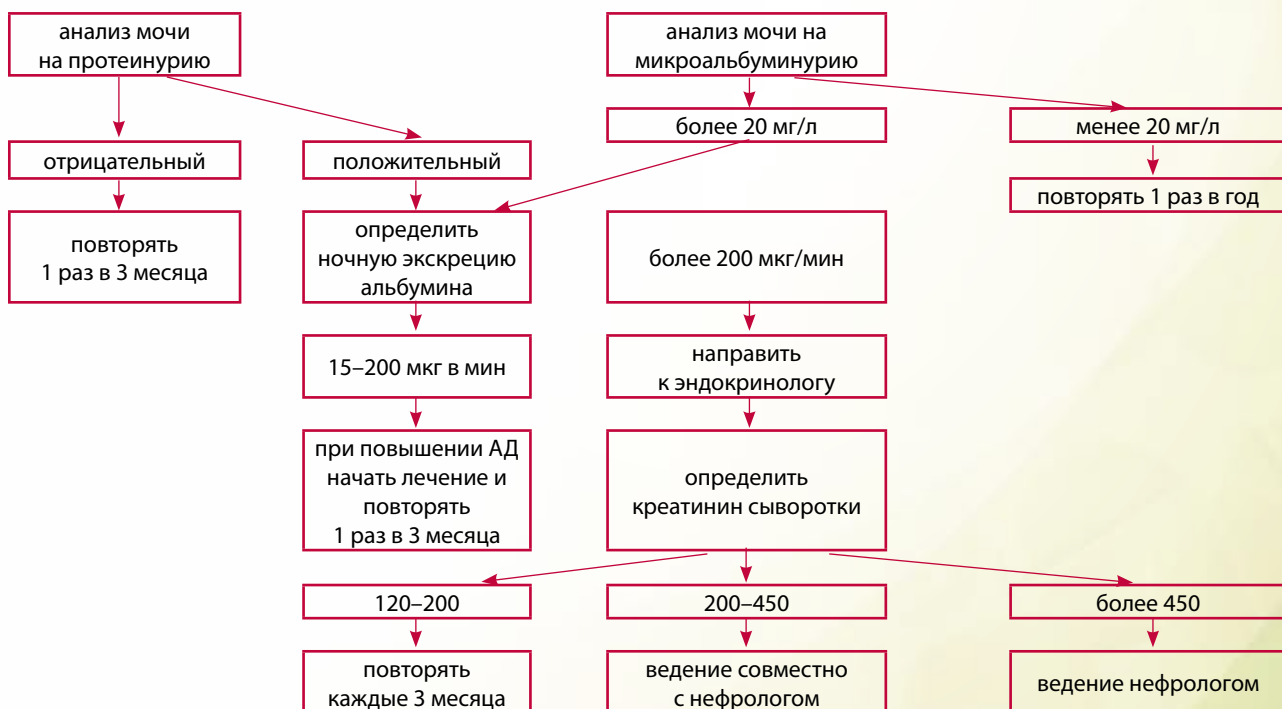 анализ мочи
на протеинурию
анализ мочи на
микроальбуминурию
более 20 мг/л
менее 20 мг/л
отрицательный
положительный
повторять 1 раз в год
повторять
1 раз в 3 месяца
определить
ночную экскрецию
альбумина
более 200 мкг/мин
15–200 мкг в мин
направить
к эндокринологу
при повышении АД
начать лечение и
повторять
1 раз в 3 месяца
определить
креатинин сыворотки
120–200
200–450
более 450
повторять
каждые 3 месяца
ведение совместно
с нефрологом
ведение нефрологом